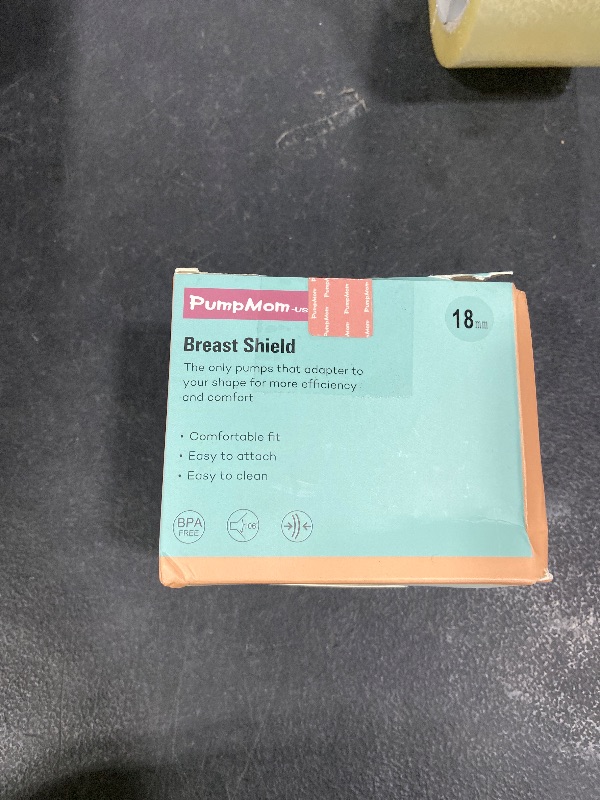 PumpMom-us
18mm
Breast Shield
The only pumps that adapter to
your shape for more efficiency
and comfort
• Comfortable fit
• Easy to attach
• Easy to clean
BPA
FREE